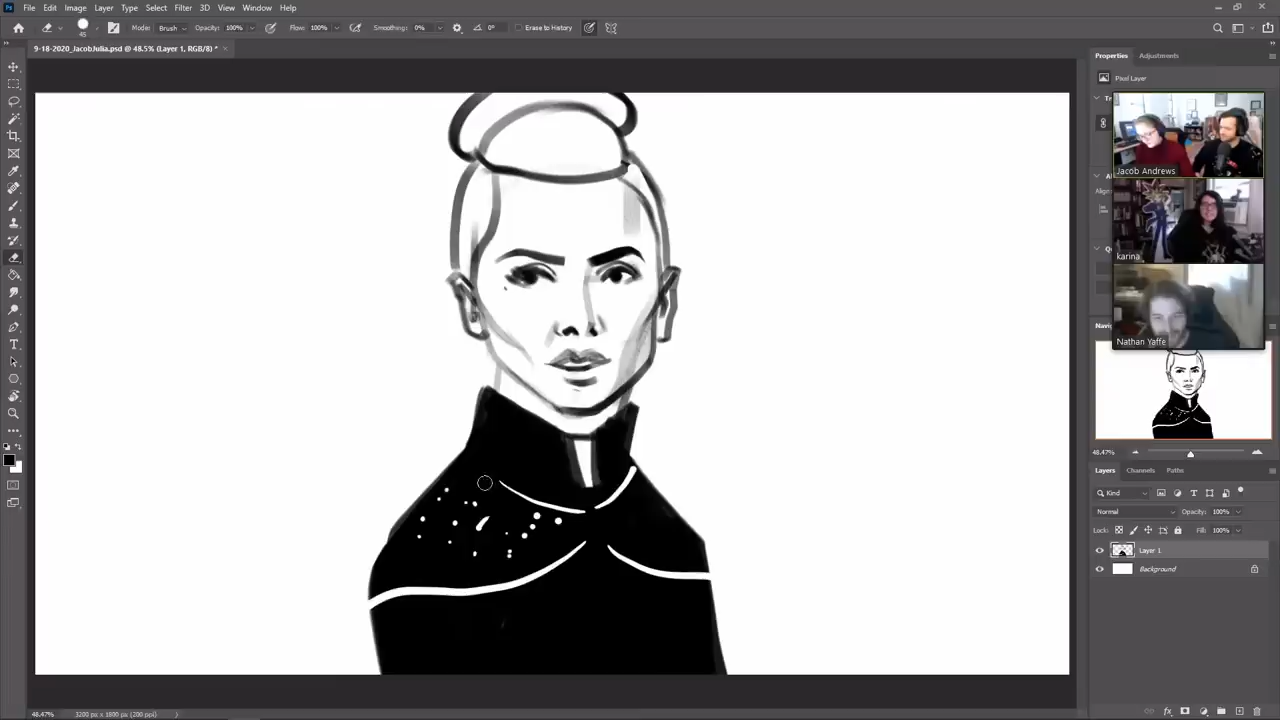 File Edit Image Layer Type Select Filter 3D View Window Help
45 Mode: Brush Opacity: 100% Flow: 100% Smoothing: 0% 0° Erase to History
9-18-2020_JacobJulia.psd @ 48.5% (Layer 1, RGB/8) *
Properties Adjustments
Pixel Layer
Jacob Andrews
karina
Nathan Yaffe
48.47%
Layers Channels Paths
Kind
Normal Opacity: 100%
Lock: Fill: 100%
Layer 1
Background
48.47% 3200 px x 1800 px (200 ppi)